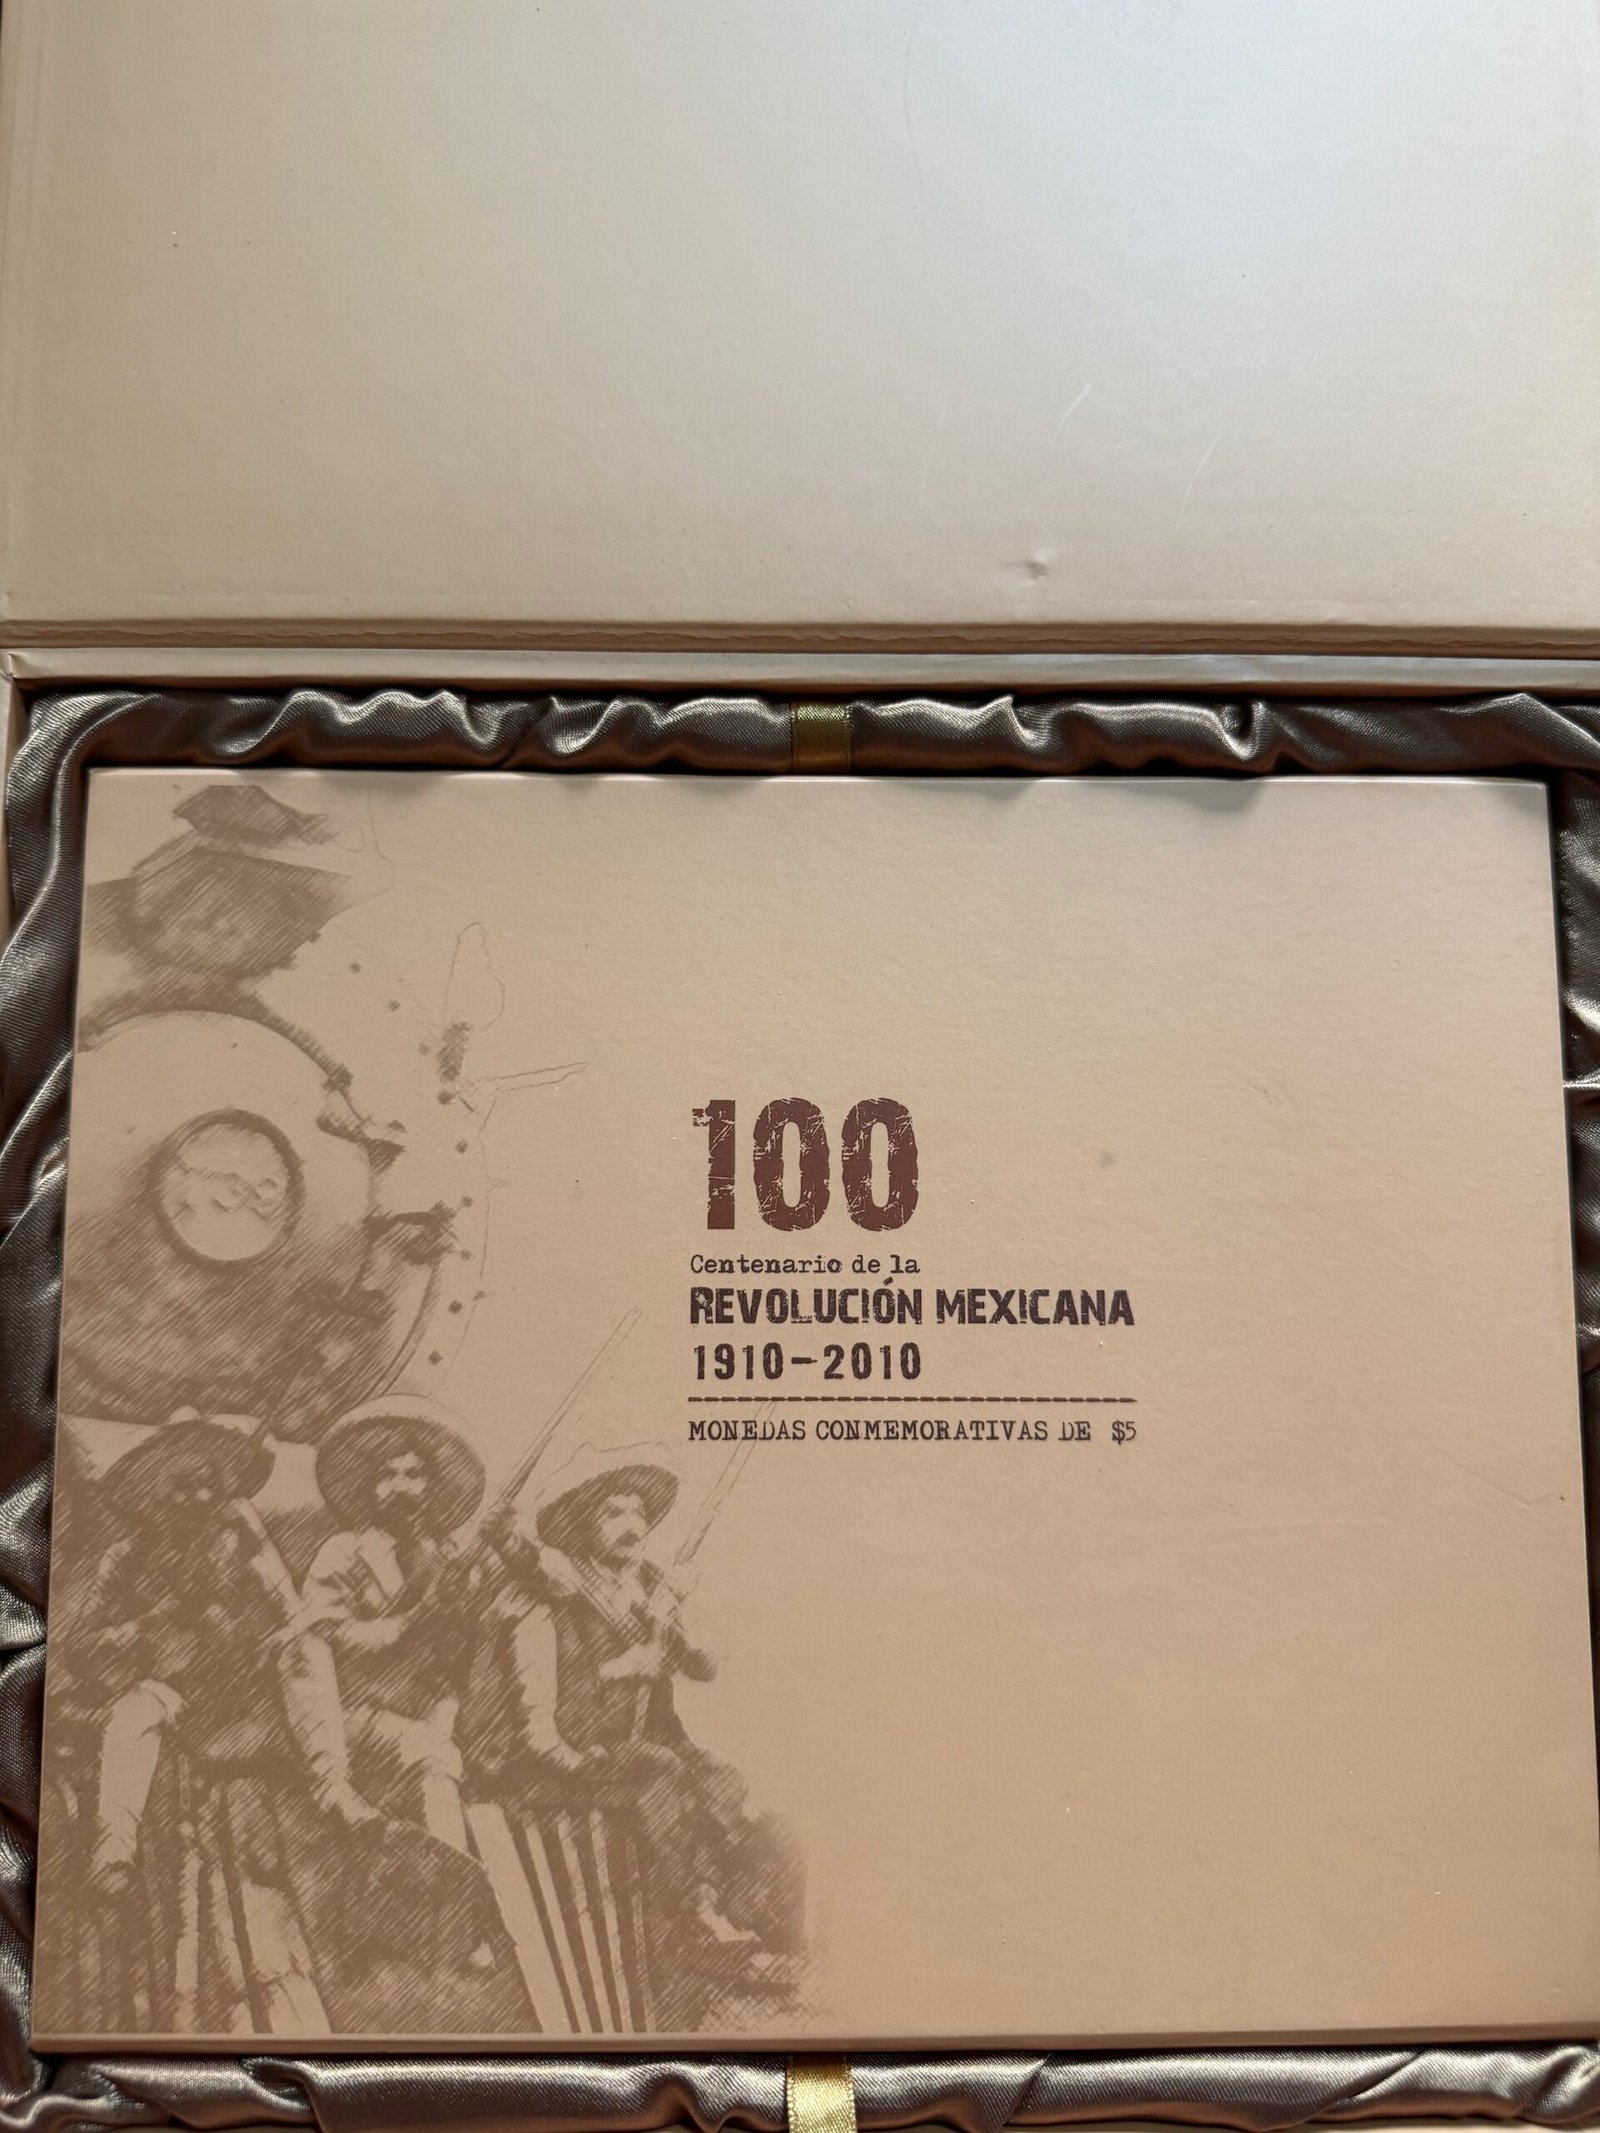 100
Centenario de la
REVOLUCIÓN MEXICANA
1910-2010
MONEDAS CONMEMORATIVAS DE $5